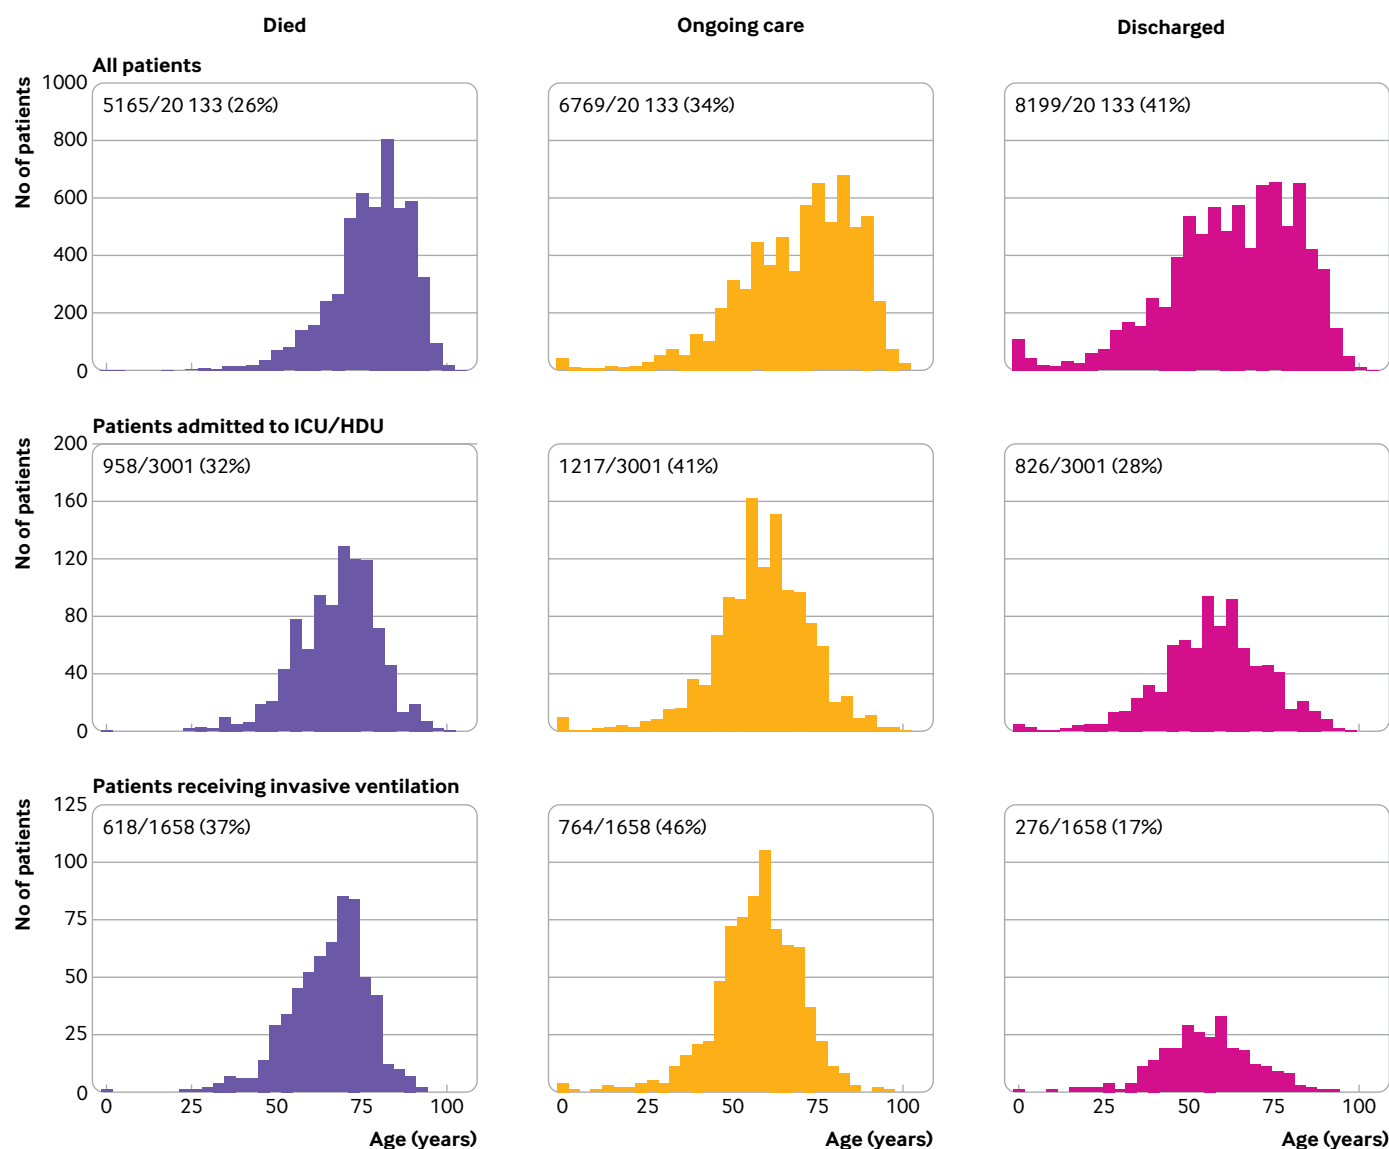 Died
Ongoing care
Discharged
All patients
No of patients
1000
800
600
400
200
0
5165/20 133 (26%)
6769/20 133 (34%)
8199/20 133 (41%)
Patients admitted to ICU/HDU
No of patients
200
160
120
80
40
0
958/3001 (32%)
1217/3001 (41%)
826/3001 (28%)
Patients receiving invasive ventilation
No of patients
125
100
75
50
25
0
618/1658 (37%)
764/1658 (46%)
276/1658 (17%)
0 25 50 75 100
0 25 50 75 100
0 25 50 75 100
Age (years)
Age (years)
Age (years)